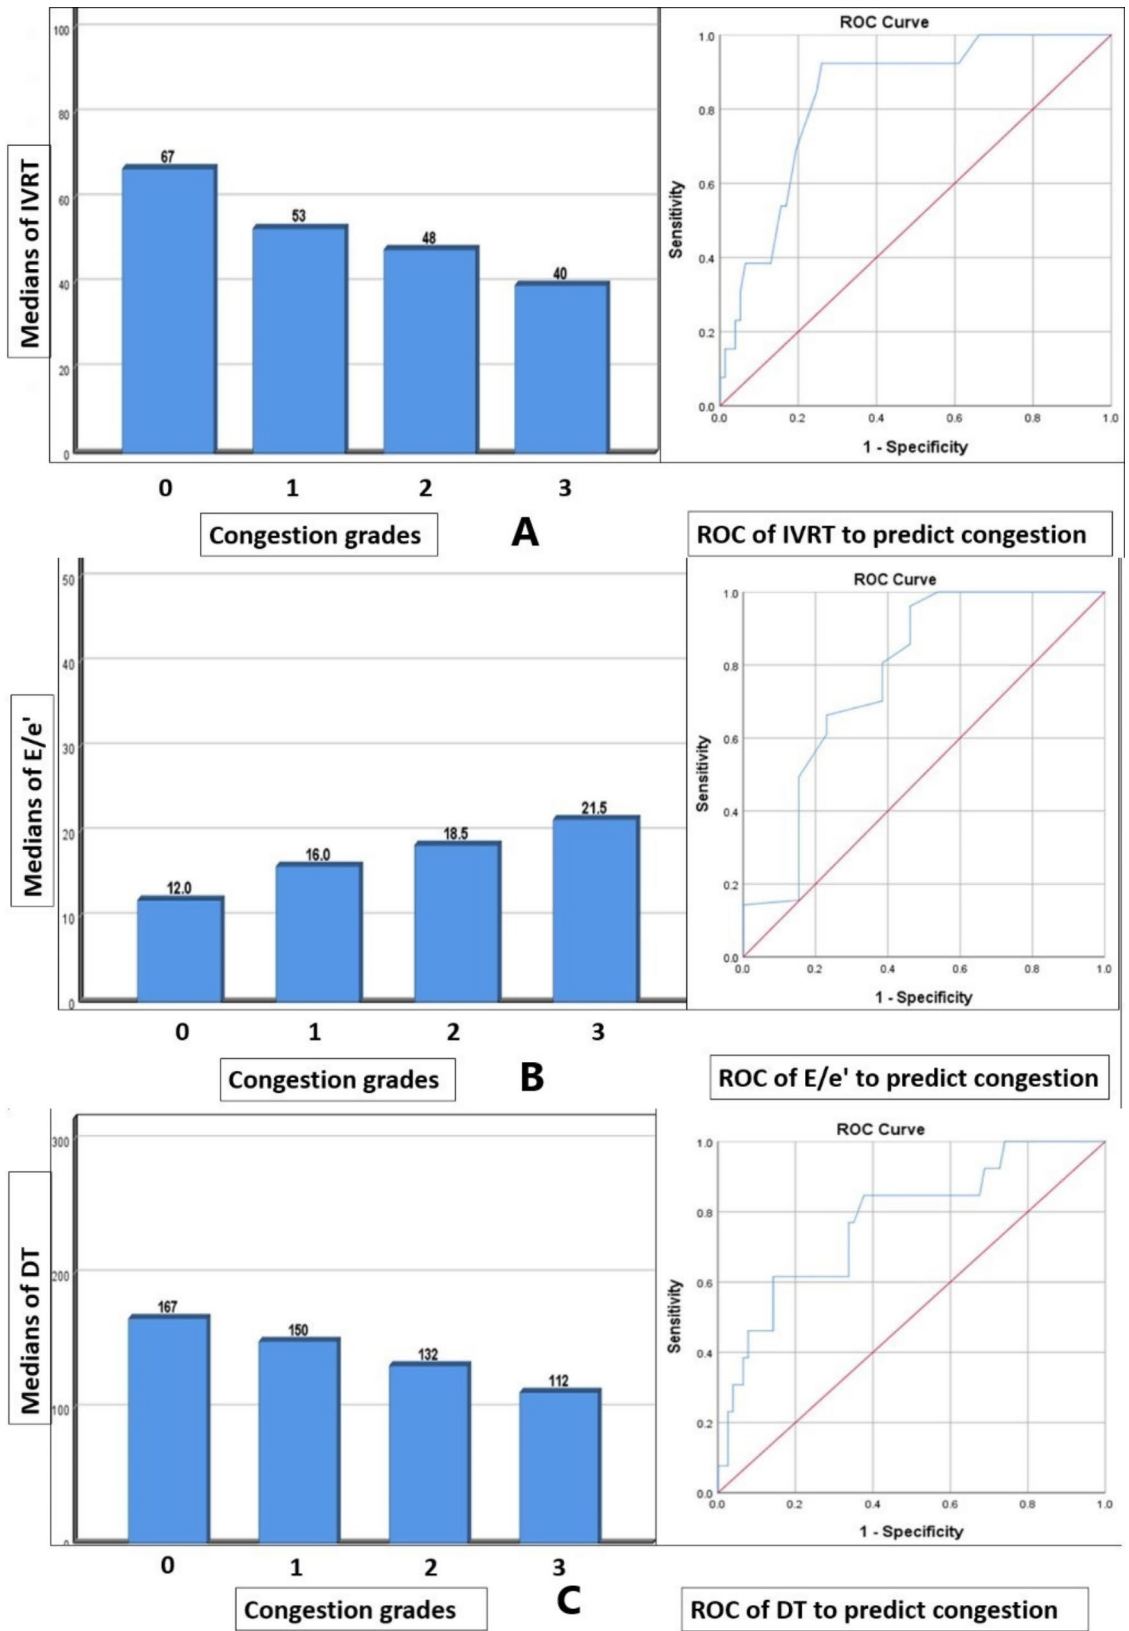 Medians of IVRT
100
80
60
40
20
0
67
53
48
40
0 1 2 3
Congestion grades
A
ROC Curve
Sensitivity
1.0
0.8
0.6
0.4
0.2
0.0
0.0 0.2 0.4 0.6 0.8 1.0
1 - Specificity
ROC of IVRT to predict congestion
Medians of E/e'
50
40
30
20
10
0
12.0
16.0
18.5
21.5
0 1 2 3
Congestion grades
B
ROC Curve
Sensitivity
1.0
0.8
0.6
0.4
0.2
0.0
0.0 0.2 0.4 0.6 0.8 1.0
1 - Specificity
ROC of E/e' to predict congestion
Medians of DT
300
200
100
0
167
150
132
112
0 1 2 3
Congestion grades
C
ROC Curve
Sensitivity
1.0
0.8
0.6
0.4
0.2
0.0
0.0 0.2 0.4 0.6 0.8 1.0
1 - Specificity
ROC of DT to predict congestion